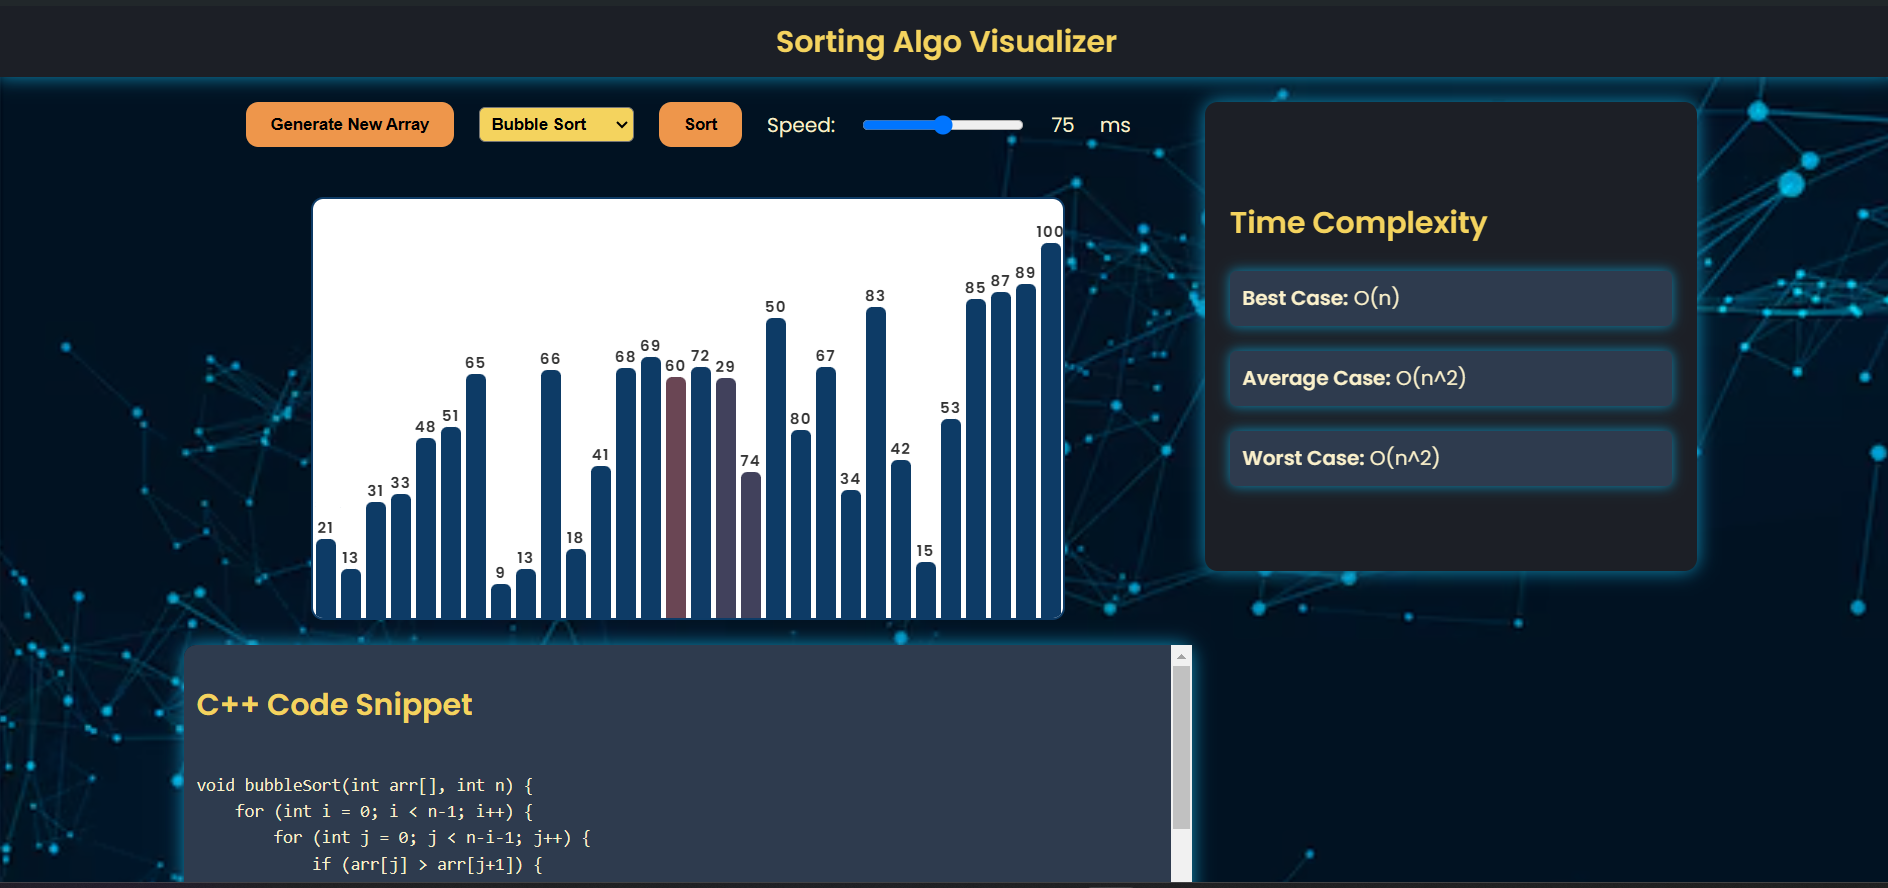 Sorting Algo Visualizer
Generate New Array
Bubble Sort
Sort
Speed:
75
ms
21
13
31
33
48
51
65
9
13
66
18
41
68
69
60
72
29
74
50
80
67
34
83
42
15
53
85
87
89
100
Time Complexity
Best Case: O(n)
Average Case: O(n^2)
Worst Case: O(n^2)
C++ Code Snippet
void bubbleSort(int arr[], int n) {
    for (int i = 0; i < n-1; i++) {
        for (int j = 0; j < n-i-1; j++) {
            if (arr[j] > arr[j+1]) {